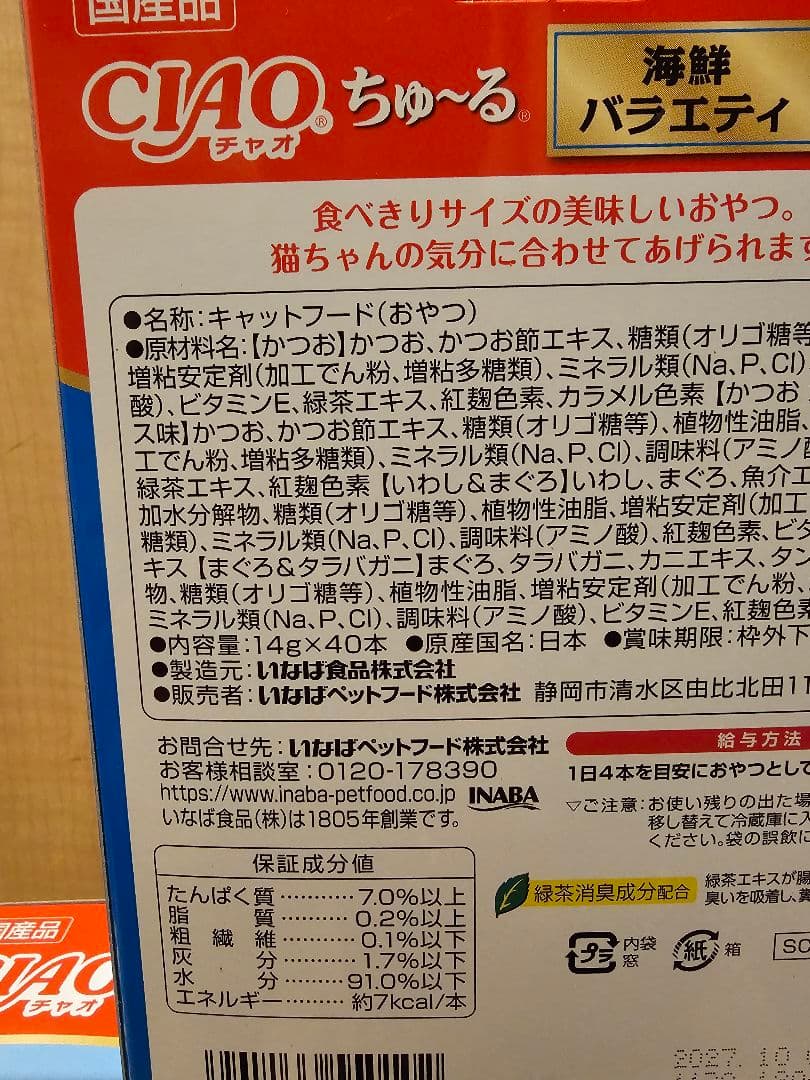 国産品
CIAO
チャオ
®
ちゅ〜る®
海鮮
バラエティ
食べきりサイズの美味しいおやつ。
猫ちゃんの気分に合わせてあげられます
●名称:キャットフード(おやつ)
●原材料名:【かつお】かつお、かつお節エキス、糖類(オリゴ糖等
増粘安定剤(加工でん粉、増粘多糖類)、ミネラル類(Na、P、Cl)
酸)、ビタミンE、緑茶エキス、紅麹色素、カラメル色素【かつお
ス味】かつお、かつお節エキス、糖類(オリゴ糖等)、植物性油脂、
工でん粉、増粘多糖類)、ミネラル類(Na、P、Cl)、調味料(アミノ酸
緑茶エキス、紅麹色素【いわし&まぐろ】いわし、まぐろ、魚介エ
加水分解物、糖類(オリゴ糖等)、植物性油脂、増粘安定剤(加工
糖類)、ミネラル類(Na、P、Cl)、調味料(アミノ酸)、紅麹色素、ビタ
キス【まぐろ&タラバガニ】まぐろ、タラバガニ、カニエキス、タン
物、糖類(オリゴ糖等)、植物性油脂、増粘安定剤(加工でん粉、
ミネラル類(Na、P、Cl)、調味料(アミノ酸)、ビタミンE、紅麹色素
●内容量:14g×40本 ●原産国名:日本 ●賞味期限:枠外下
●製造元:いなば食品株式会社
●販売者:いなばペットフード株式会社 静岡市清水区由比北田11
お問合せ先:いなばペットフード株式会社
お客様相談室:0120-178390
https://www.inaba-petfood.co.jp INABA
いなば食品(株)は1805年創業です。
給与方法
1日4本を目安におやつとして
▽ご注意:お使い残りの出た場
移し替えて冷蔵庫に入
ください。袋の誤飲に
保証成分値
たんぱく質…………7.0%以上
脂 質…………0.2%以上
粗繊維…………0.1%以下
灰 分…………1.7%以下
水 分…………91.0%以下
エネルギー………約7kcal/本
緑茶消臭成分配合
緑茶エキスが腸
臭いを吸着し、糞
プラ
内袋
窓
紙
箱
SC
2027.10
国産品
CIAO
チャオ